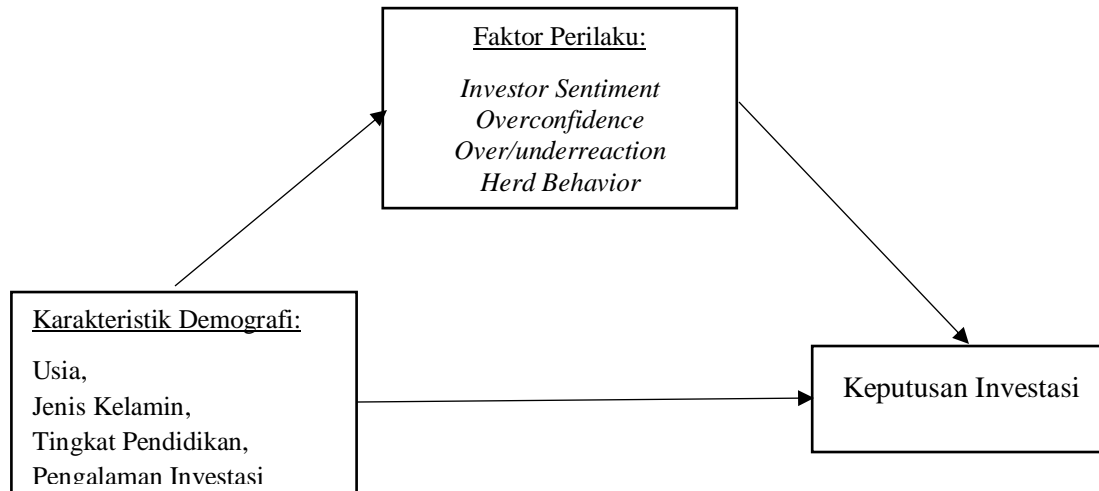 Faktor Perilaku:
Investor Sentiment
Overconfidence
Over/underreaction
Herd Behavior
Karakteristik Demografi:
Usia,
Jenis Kelamin,
Tingkat Pendidikan,
Pengalaman Investasi
Keputusan Investasi